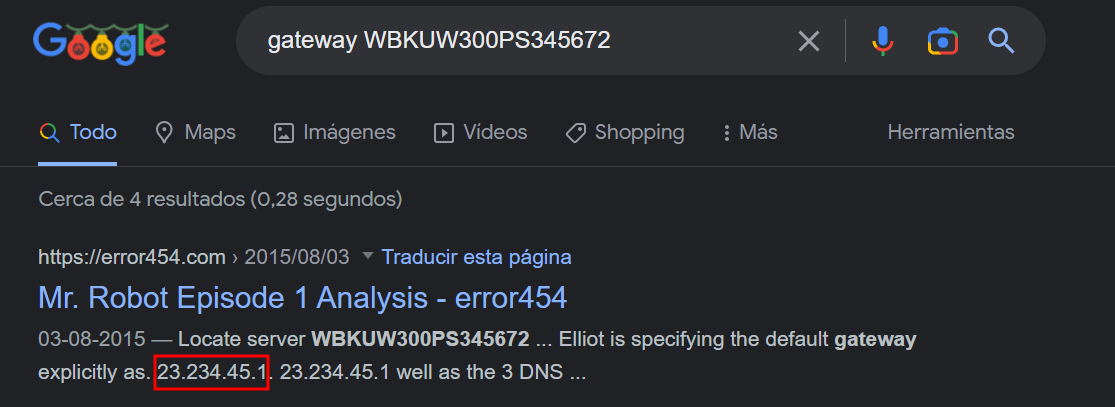 Google
gateway WBKUW300PS345672
Todo Maps Imágenes Vídeos Shopping Más Herramientas
Cerca de 4 resultados (0,28 segundos)
https://error454.com › 2015/08/03 Traducir esta página
Mr. Robot Episode 1 Analysis - error454
03-08-2015 — Locate server WBKUW300PS345672 ... Elliot is specifying the default gateway
explicitly as. 23.234.45.1. 23.234.45.1 well as the 3 DNS ...